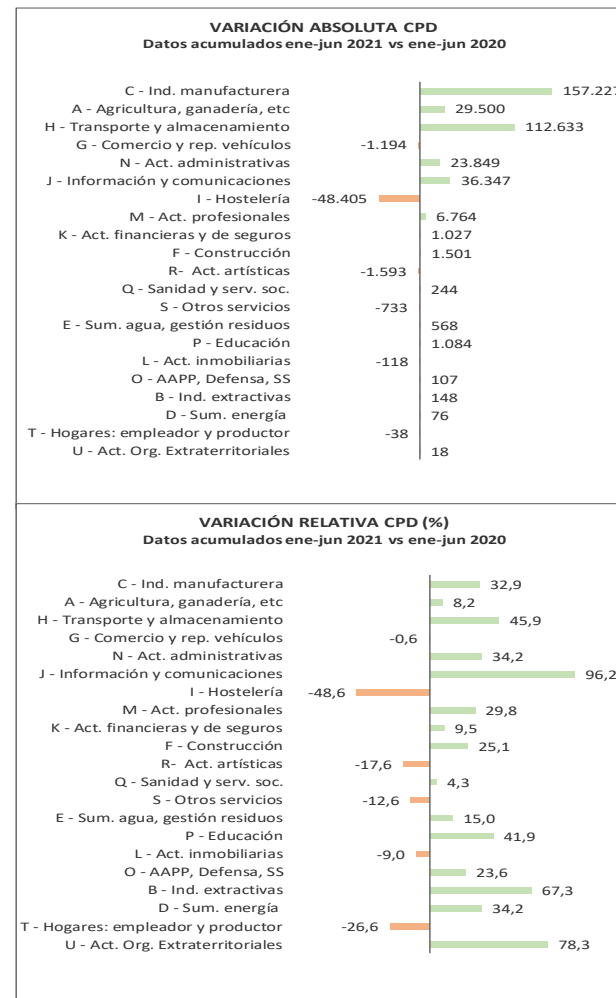 VARIACIÓN ABSOLUTA CPD
Datos acumulados ene-jun 2021 vs ene-jun 2020
C - Ind. manufacturera 157.227
A - Agricultura, ganadería, etc 29.500
H - Transporte y almacenamiento 112.633
G - Comercio y rep. vehículos -1.194
N - Act. administrativas 23.849
J - Información y comunicaciones 36.347
I - Hostelería -48.405
M - Act. profesionales 6.764
K - Act. financieras y de seguros 1.027
F - Construcción 1.501
R- Act. artísticas -1.593
Q - Sanidad y serv. soc. 244
S - Otros servicios -733
E - Sum. agua, gestión residuos 568
P - Educación 1.084
L - Act. inmobiliarias -118
O - AAPP, Defensa, SS 107
B - Ind. extractivas 148
D - Sum. energía 76
T - Hogares: empleador y productor -38
U - Act. Org. Extraterritoriales 18
VARIACIÓN RELATIVA CPD (%)
Datos acumulados ene-jun 2021 vs ene-jun 2020
C - Ind. manufacturera 32,9
A - Agricultura, ganadería, etc 8,2
H - Transporte y almacenamiento 45,9
G - Comercio y rep. vehículos -0,6
N - Act. administrativas 34,2
J - Información y comunicaciones 96,2
I - Hostelería -48,6
M - Act. profesionales 29,8
K - Act. financieras y de seguros 9,5
F - Construcción 25,1
R- Act. artísticas -17,6
Q - Sanidad y serv. soc. 4,3
S - Otros servicios -12,6
E - Sum. agua, gestión residuos 15,0
P - Educación 41,9
L - Act. inmobiliarias -9,0
O - AAPP, Defensa, SS 23,6
B - Ind. extractivas 67,3
D - Sum. energía 34,2
T - Hogares: empleador y productor -26,6
U - Act. Org. Extraterritoriales 78,3